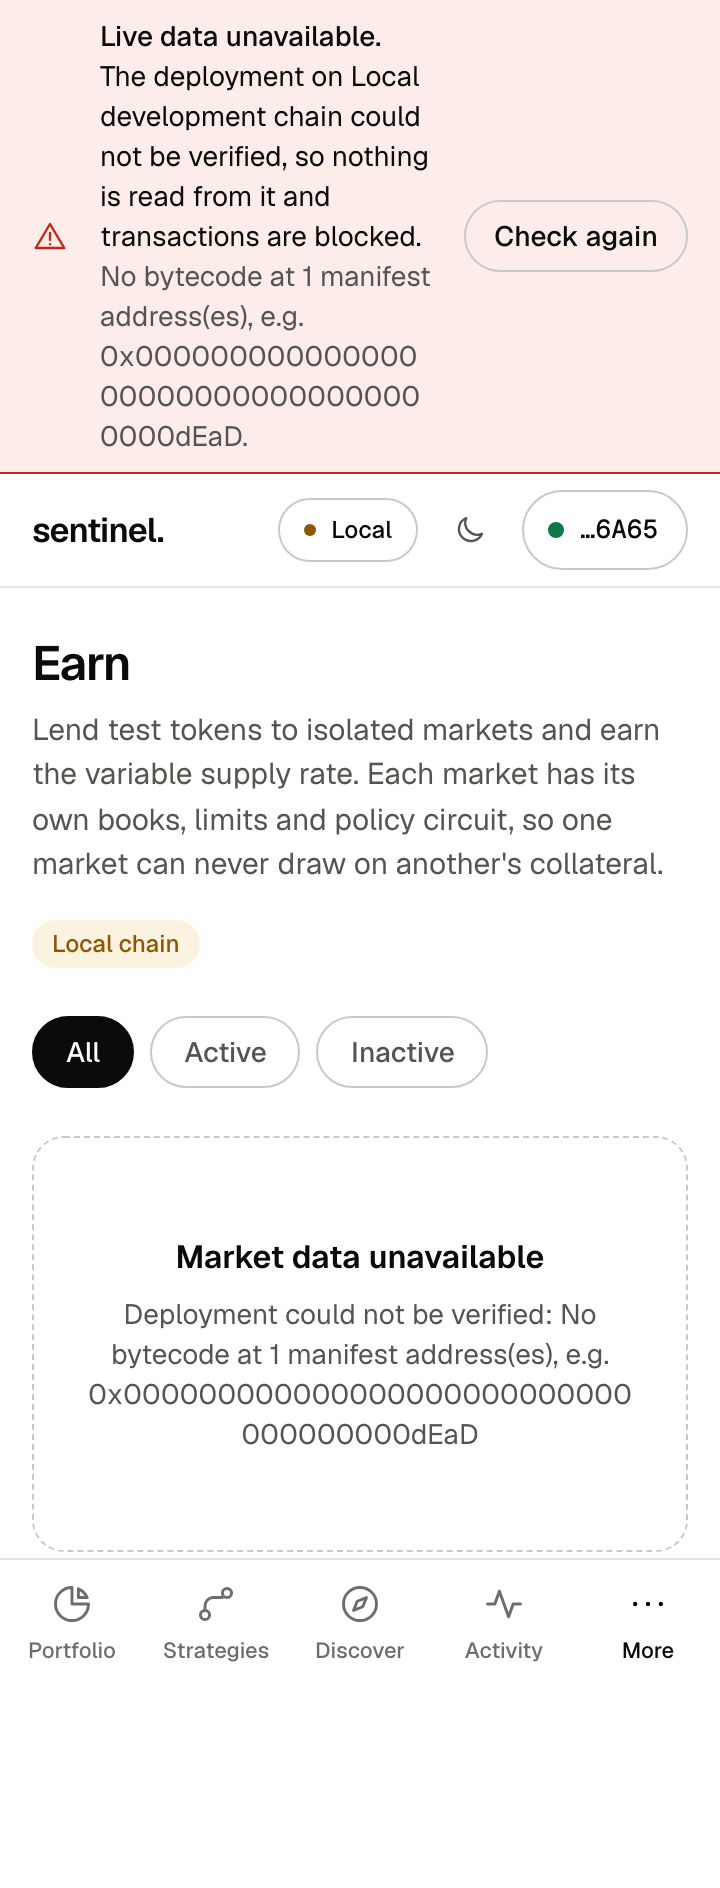 Live data unavailable.
The deployment on Local
development chain could
not be verified, so nothing
is read from it and
transactions are blocked.
No bytecode at 1 manifest
address(es), e.g.
0x000000000000000
00000000000000000
0000dEaD.
Check again
sentinel.
Local
…6A65
Earn
Lend test tokens to isolated markets and earn
the variable supply rate. Each market has its
own books, limits and policy circuit, so one
market can never draw on another's collateral.
Local chain
All
Active
Inactive
Market data unavailable
Deployment could not be verified: No
bytecode at 1 manifest address(es), e.g.
0x000000000000000000000000000
000000000dEaD
Portfolio
Strategies
Discover
Activity
More